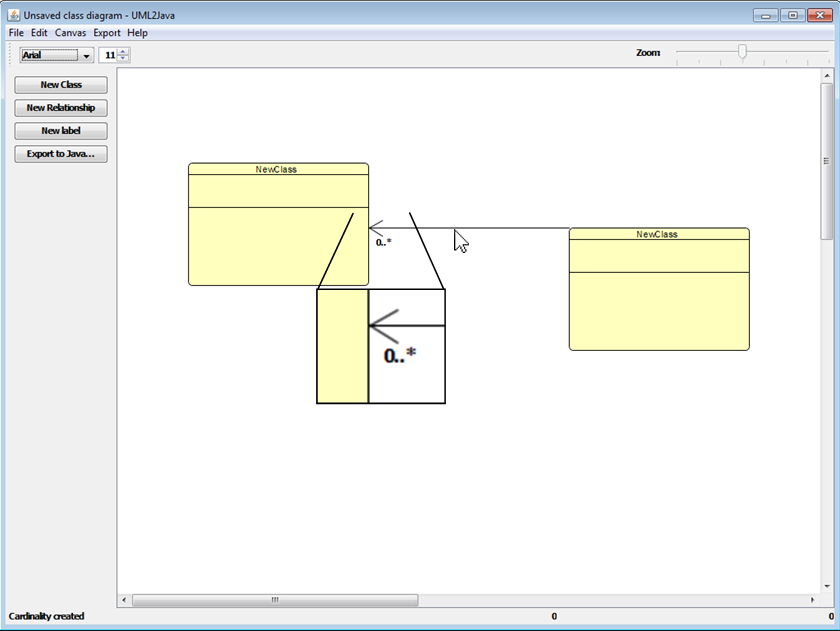 Unsaved class diagram - UML2Java
File Edit Canvas Export Help
Arial 11 Zoom
New Class
New Relationship
New label
Export to Java...
NewClass
0..*
NewClass
0..*
Cardinality created 0 0